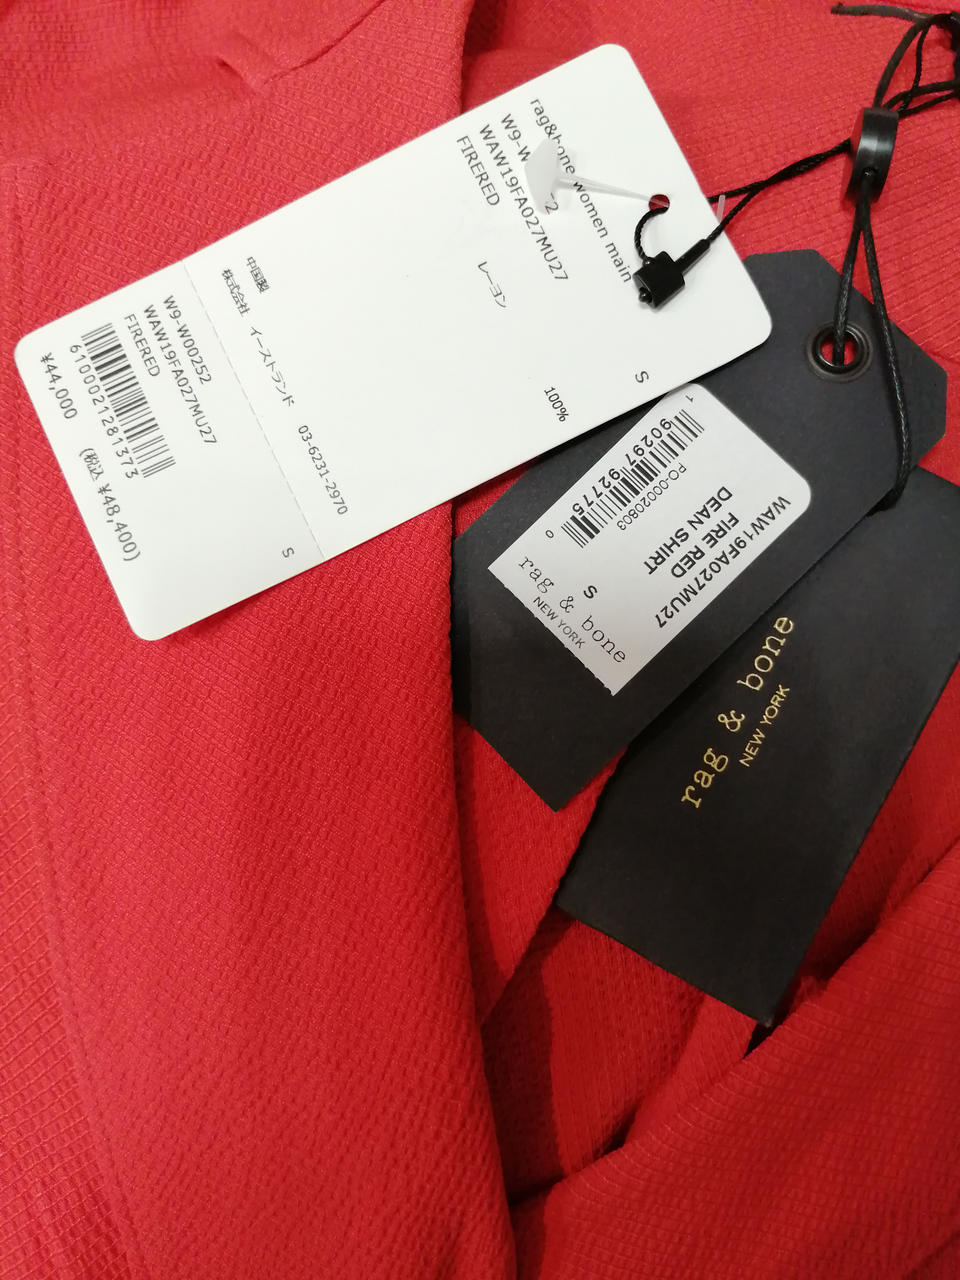 rag&bone women main
W9-W 2
WAW19FA027MU27
FIRERED
S
レーヨン
100%
中国製
株式会社 イーストランド 03-6231-2970
W9-W00252
WAW19FA027MU27
FIRERED
S
6100021281373
¥44,000 (税込 ¥48,400)
WAW19FA027MU27
FIRE RED
DEAN SHIRT
PO-00020803
1 90297 92775 0
S
rag & bone
NEW YORK
rag & bone
NEW YORK